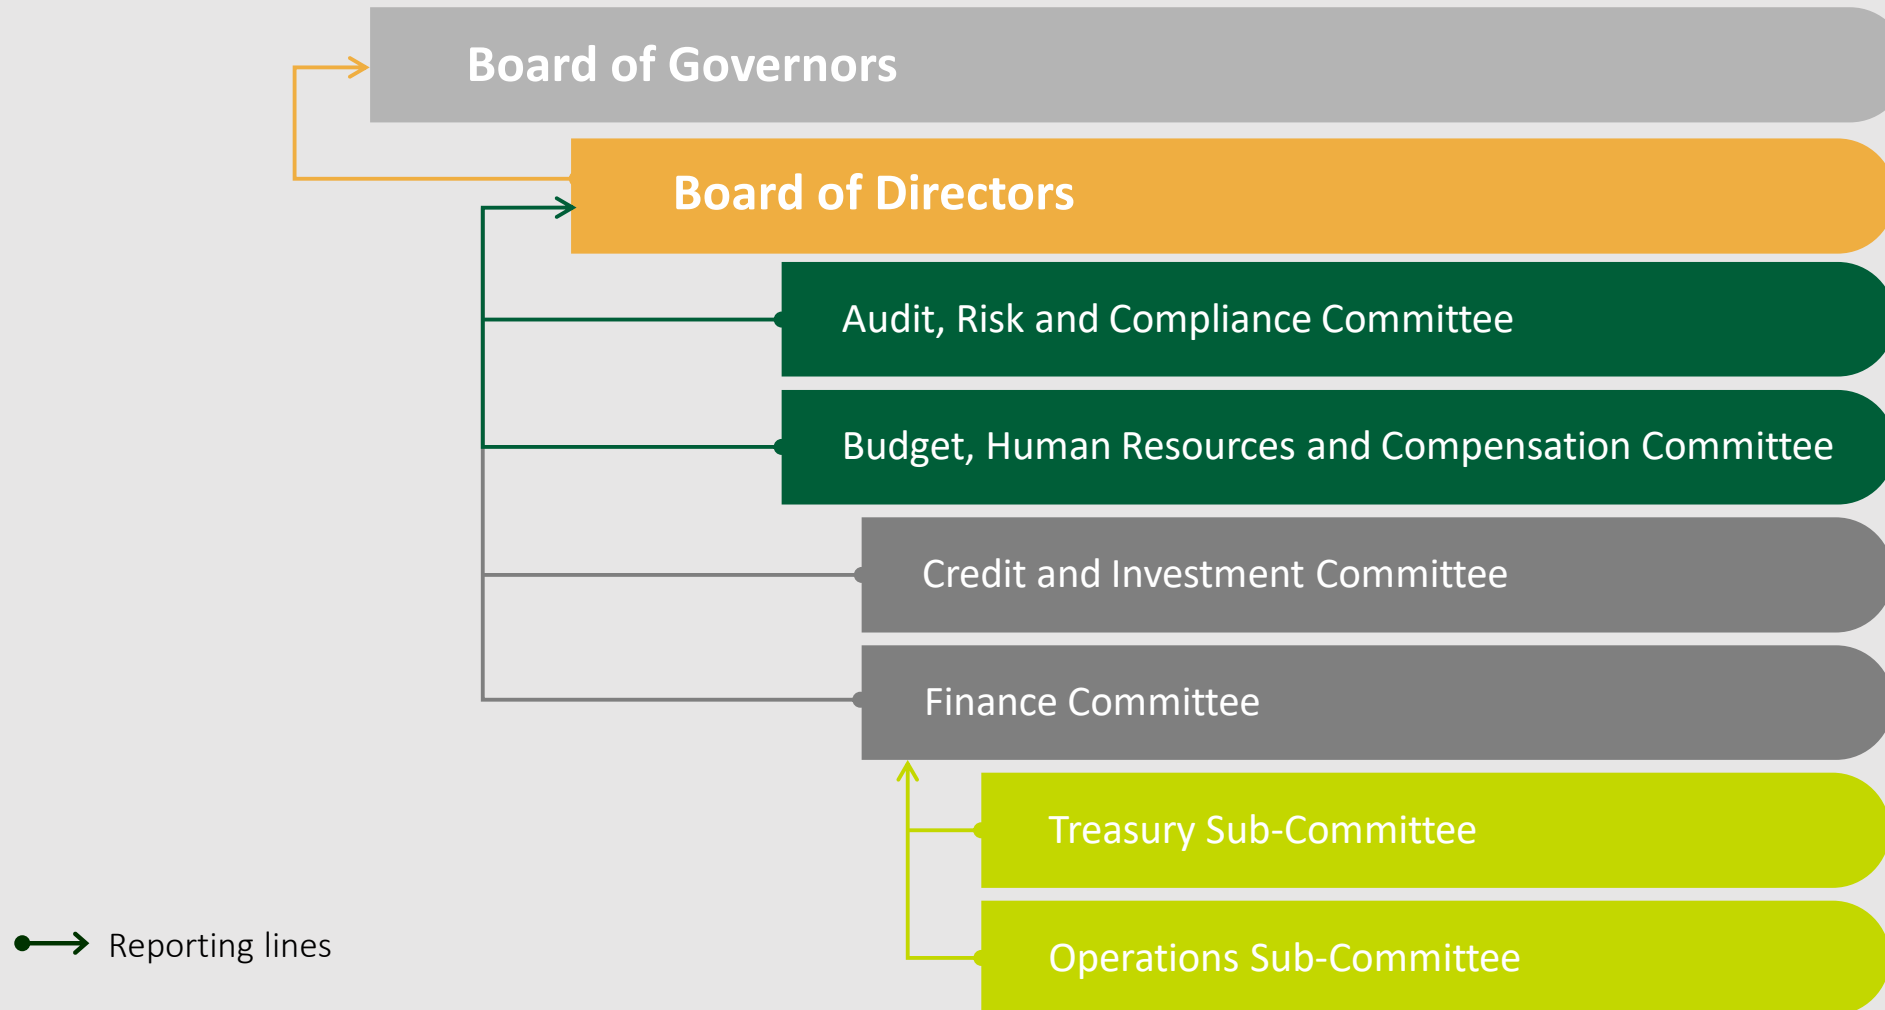 Board of Governors
Board of Directors
Audit, Risk and Compliance Committee
Budget, Human Resources and Compensation Committee
Credit and Investment Committee
Finance Committee
Treasury Sub-Committee
Operations Sub-Committee
Reporting lines